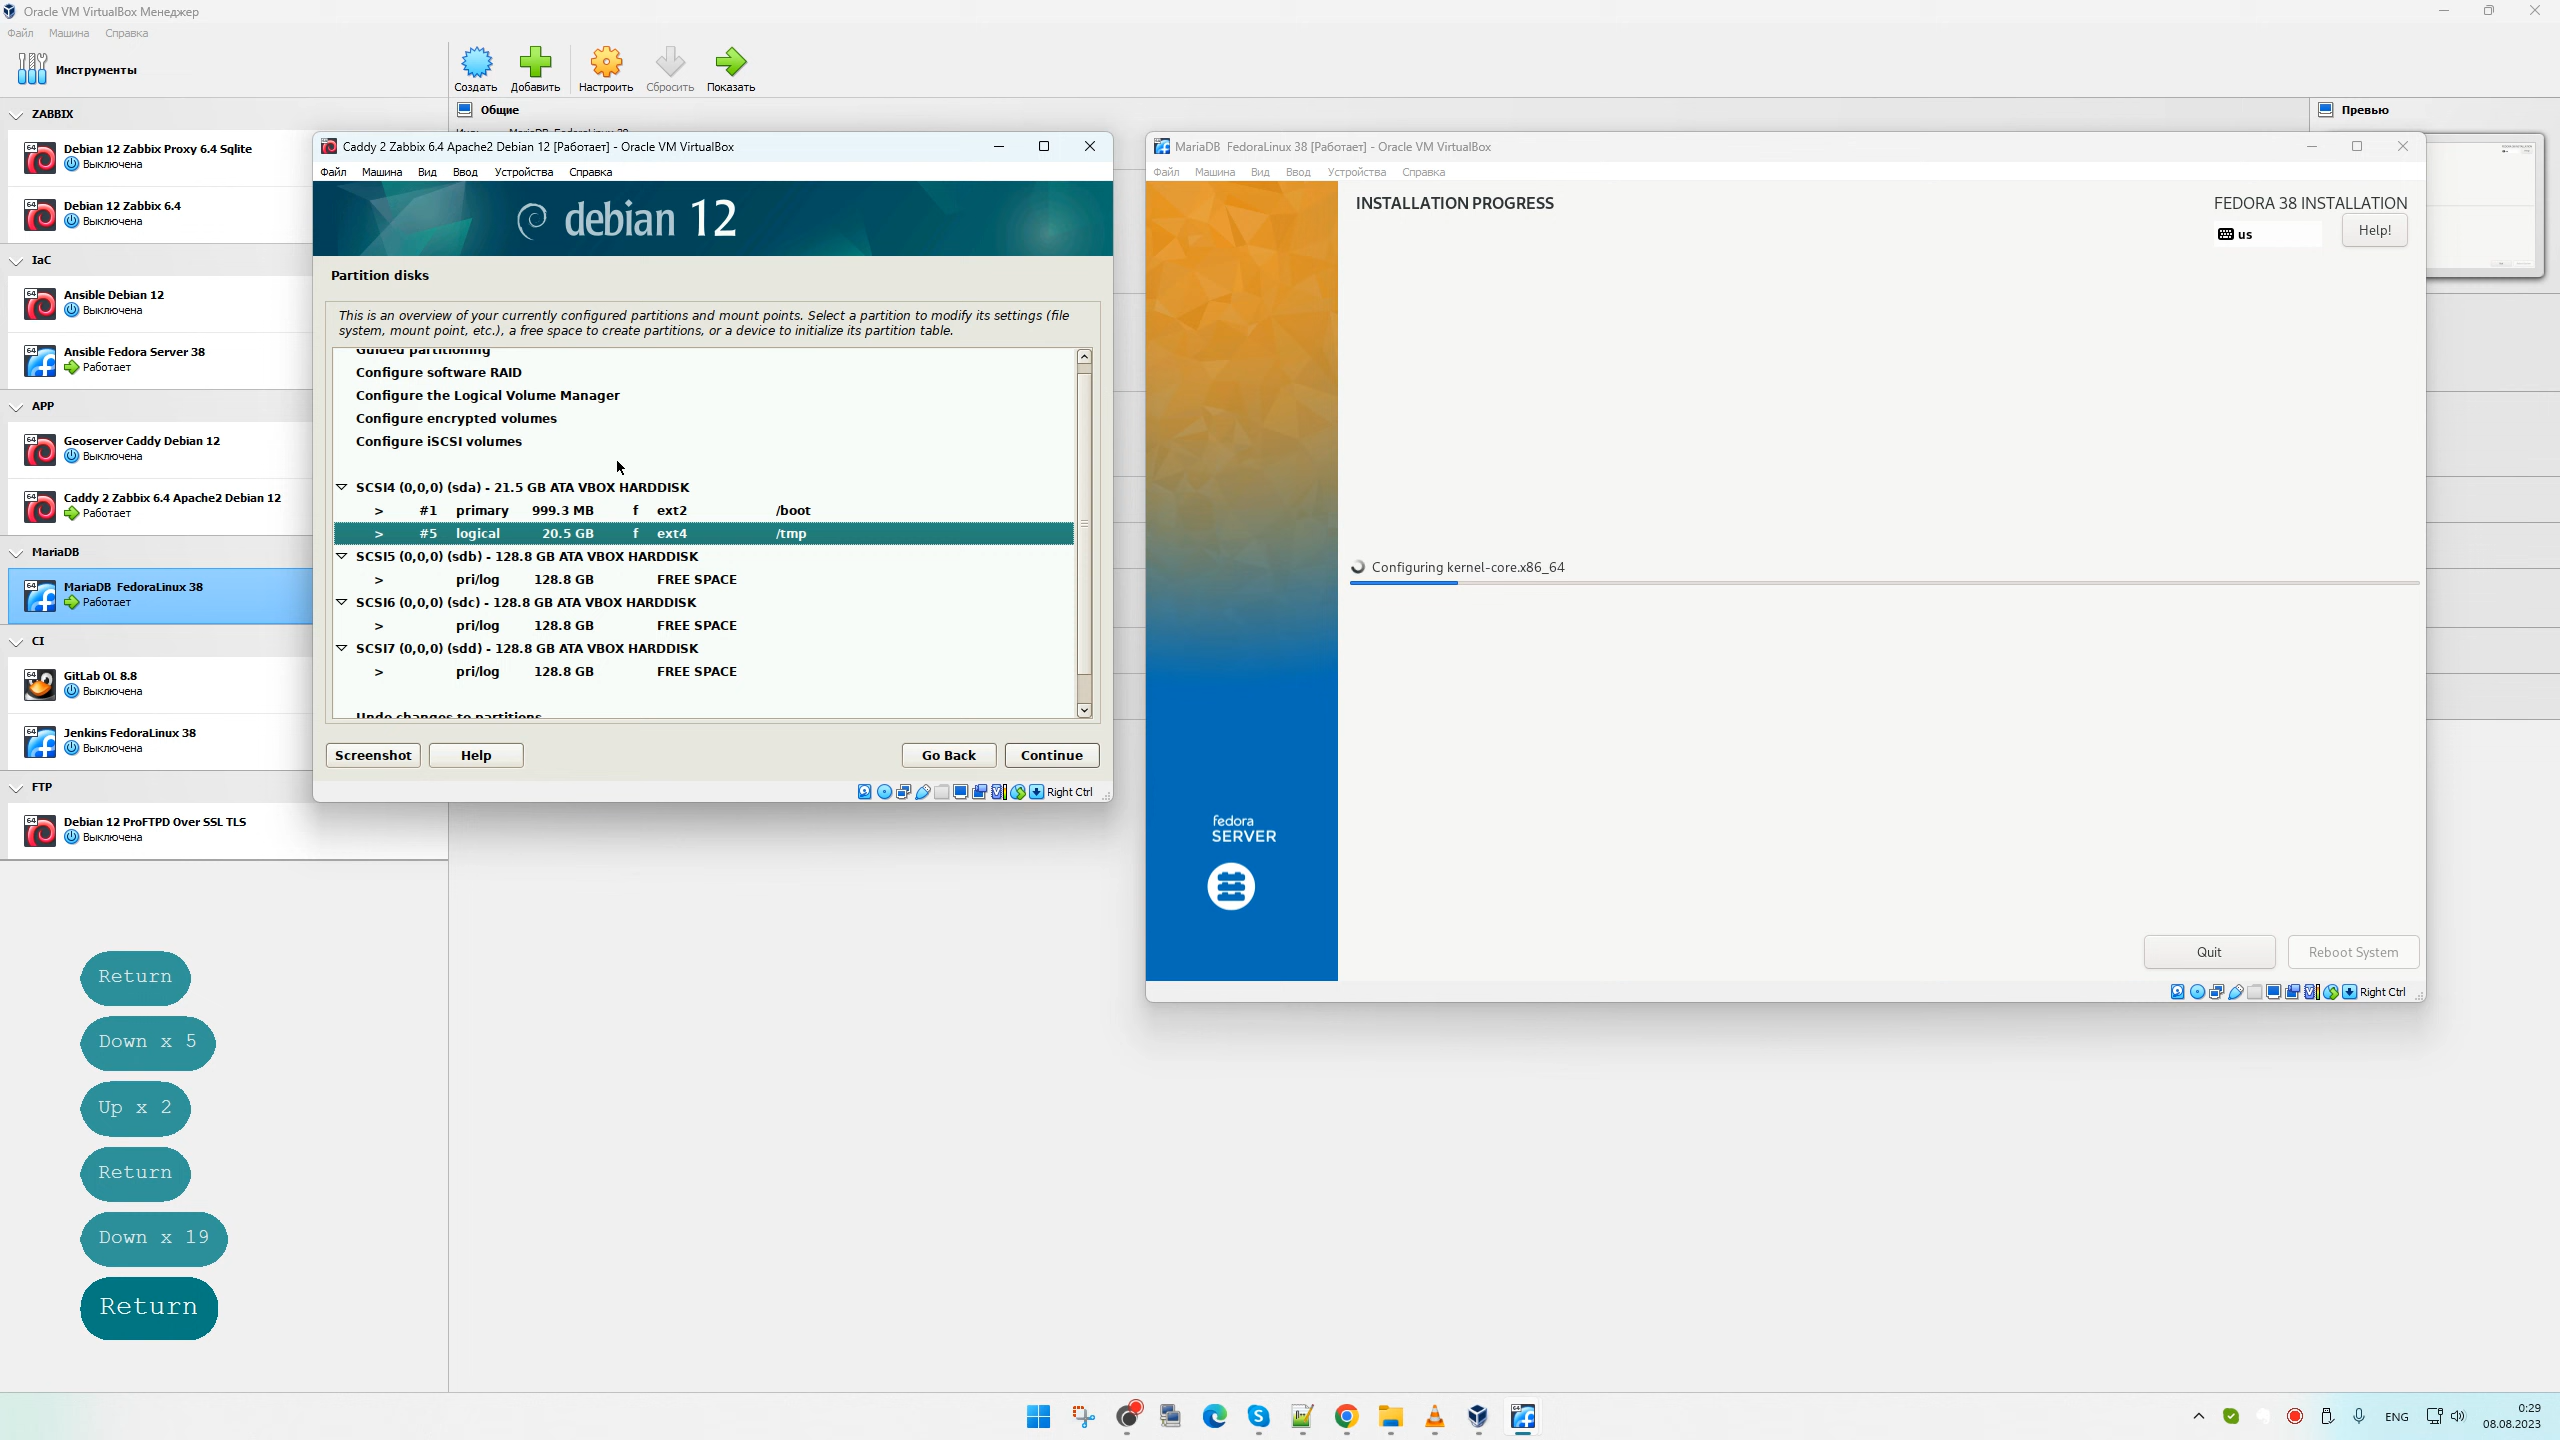 Oracle VM VirtualBox Менеджер
Файл Машина Справка
Инструменты
Создать Добавить Настроить Сбросить Показать
Общие
Превью
ZABBIX
Debian 12 Zabbix Proxy 6.4 Sqlite
Выключена
Debian 12 Zabbix 6.4
Выключена
IaC
Ansible Debian 12
Выключена
Ansible Fedora Server 38
Работает
APP
Geoserver Caddy Debian 12
Выключена
Caddy 2 Zabbix 6.4 Apache2 Debian 12
Работает
MariaDB
MariaDB FedoraLinux 38
Работает
CI
GitLab OL 8.8
Выключена
Jenkins FedoraLinux 38
Выключена
FTP
Debian 12 ProFTPD Over SSL TLS
Выключена
Return
Down x 5
Up x 2
Return
Down x 19
Return
Caddy 2 Zabbix 6.4 Apache2 Debian 12 [Работает] - Oracle VM VirtualBox
Файл Машина Вид Ввод Устройства Справка
debian 12
Partition disks
This is an overview of your currently configured partitions and mount points. Select a partition to modify its settings (file
system, mount point, etc.), a free space to create partitions, or a device to initialize its partition table.
Guided partitioning
Configure software RAID
Configure the Logical Volume Manager
Configure encrypted volumes
Configure iSCSI volumes
SCSI4 (0,0,0) (sda) - 21.5 GB ATA VBOX HARDDISK
> #1 primary 999.3 MB f ext2 /boot
> #5 logical 20.5 GB f ext4 /tmp
SCSI5 (0,0,0) (sdb) - 128.8 GB ATA VBOX HARDDISK
> pri/log 128.8 GB FREE SPACE
SCSI6 (0,0,0) (sdc) - 128.8 GB ATA VBOX HARDDISK
> pri/log 128.8 GB FREE SPACE
SCSI7 (0,0,0) (sdd) - 128.8 GB ATA VBOX HARDDISK
> pri/log 128.8 GB FREE SPACE
Undo changes to partitions
Screenshot Help Go Back Continue
Right Ctrl
MariaDB FedoraLinux 38 [Работает] - Oracle VM VirtualBox
Файл Машина Вид Ввод Устройства Справка
INSTALLATION PROGRESS
FEDORA 38 INSTALLATION
us
Help!
Configuring kernel-core.x86_64
fedora
SERVER
Quit Reboot System
Right Ctrl
ENG
0:29
08.08.2023